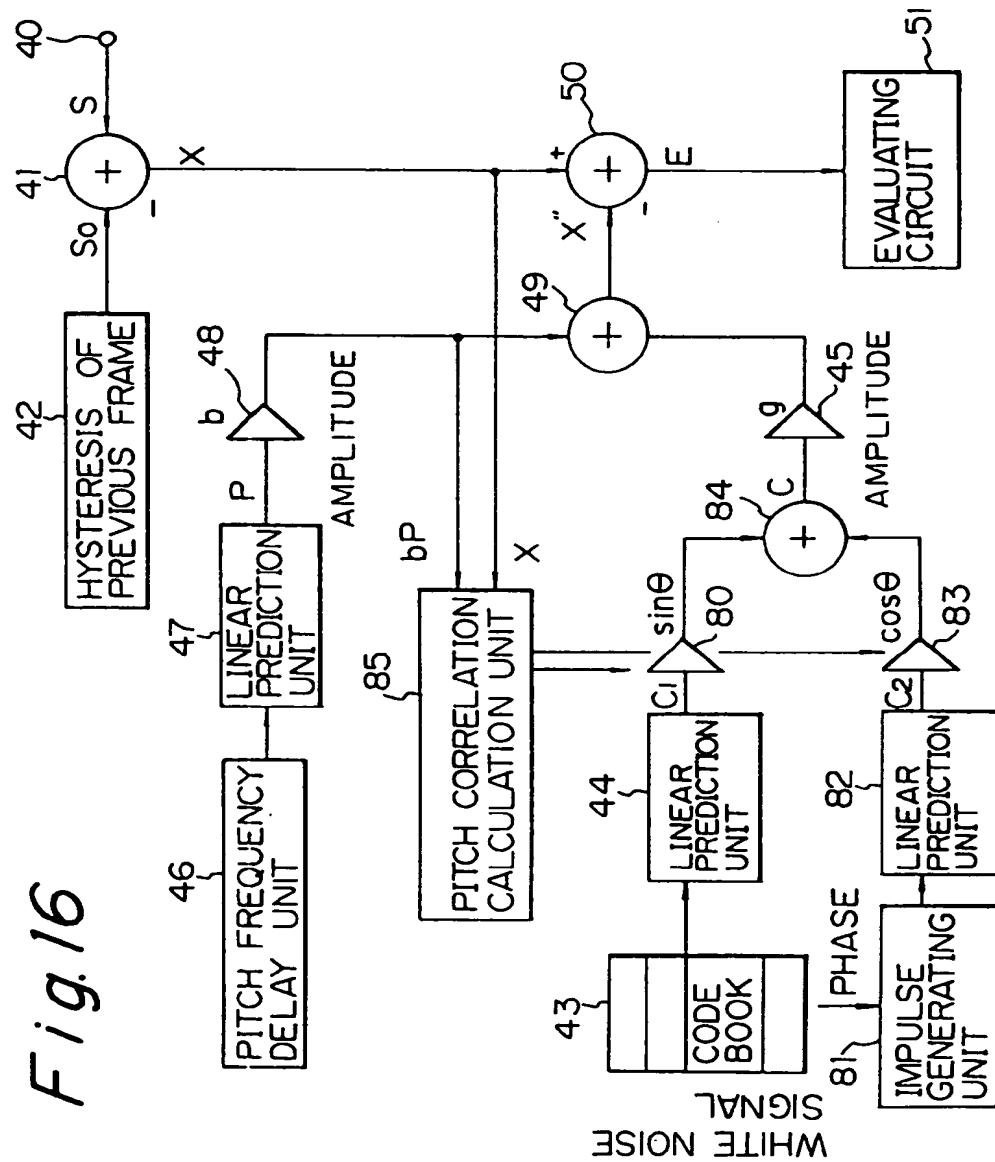 Fig.16
40
S
41
So
-
X
42
HYSTERESIS OF
PREVIOUS FRAME
46
PITCH FREQUENCY
DELAY UNIT
47
LINEAR
PREDICTION
UNIT
P
b
48
AMPLITUDE
bP
X
85
PITCH CORRELATION
CALCULATION UNIT
49
X"
+
50
-
E
51
EVALUATING
CIRCUIT
43
CODE
BOOK
WHITE NOISE
SIGNAL
44
LINEAR
PREDICTION
UNIT
C1
sinθ
80
84
C
g
45
AMPLITUDE
PHASE
81
IMPULSE
GENERATING
UNIT
82
LINEAR
PREDICTION
UNIT
C2
cosθ
83